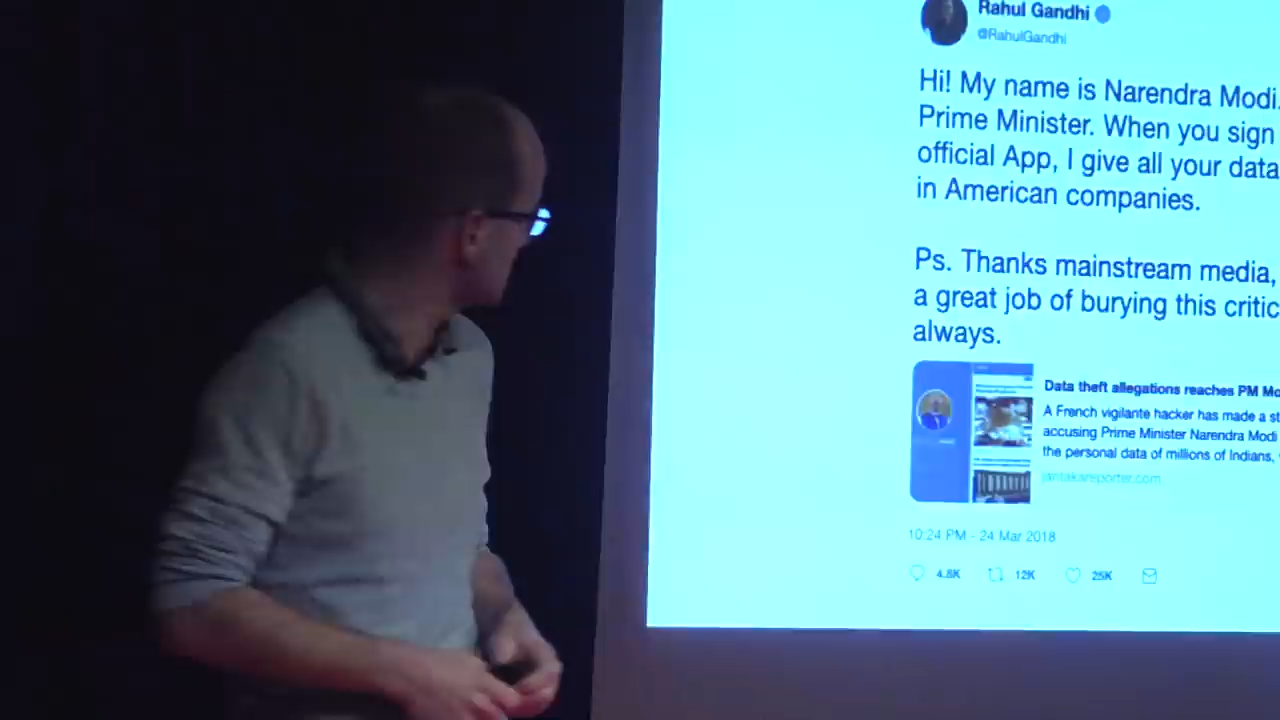 Rahul Gandhi
@RahulGandhi
Hi! My name is Narendra Modi.
Prime Minister. When you sign
official App, I give all your data
in American companies.
Ps. Thanks mainstream media,
a great job of burying this critic
always.
Data theft allegations reaches PM Mo
A French vigilante hacker has made a st
accusing Prime Minister Narendra Modi
the personal data of millions of Indians,
jantakareporter.com
10:24 PM - 24 Mar 2018
4.8K 12K 25K